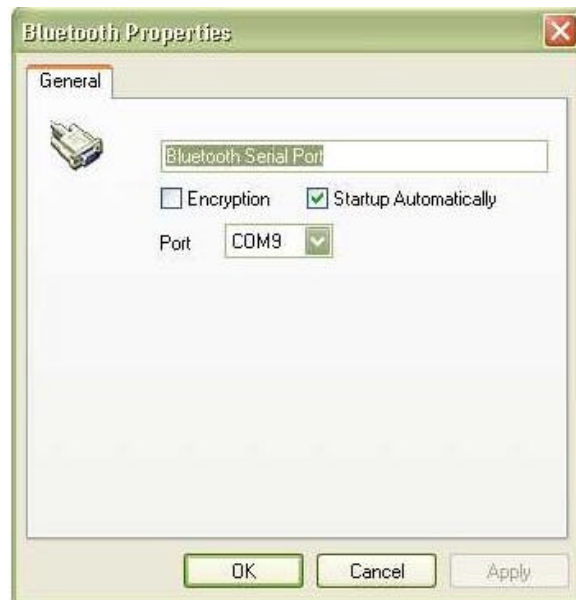 Bluetooth Properties
General
Bluetooth Serial Port
Encryption Startup Automatically
Port COM9
OK Cancel Apply